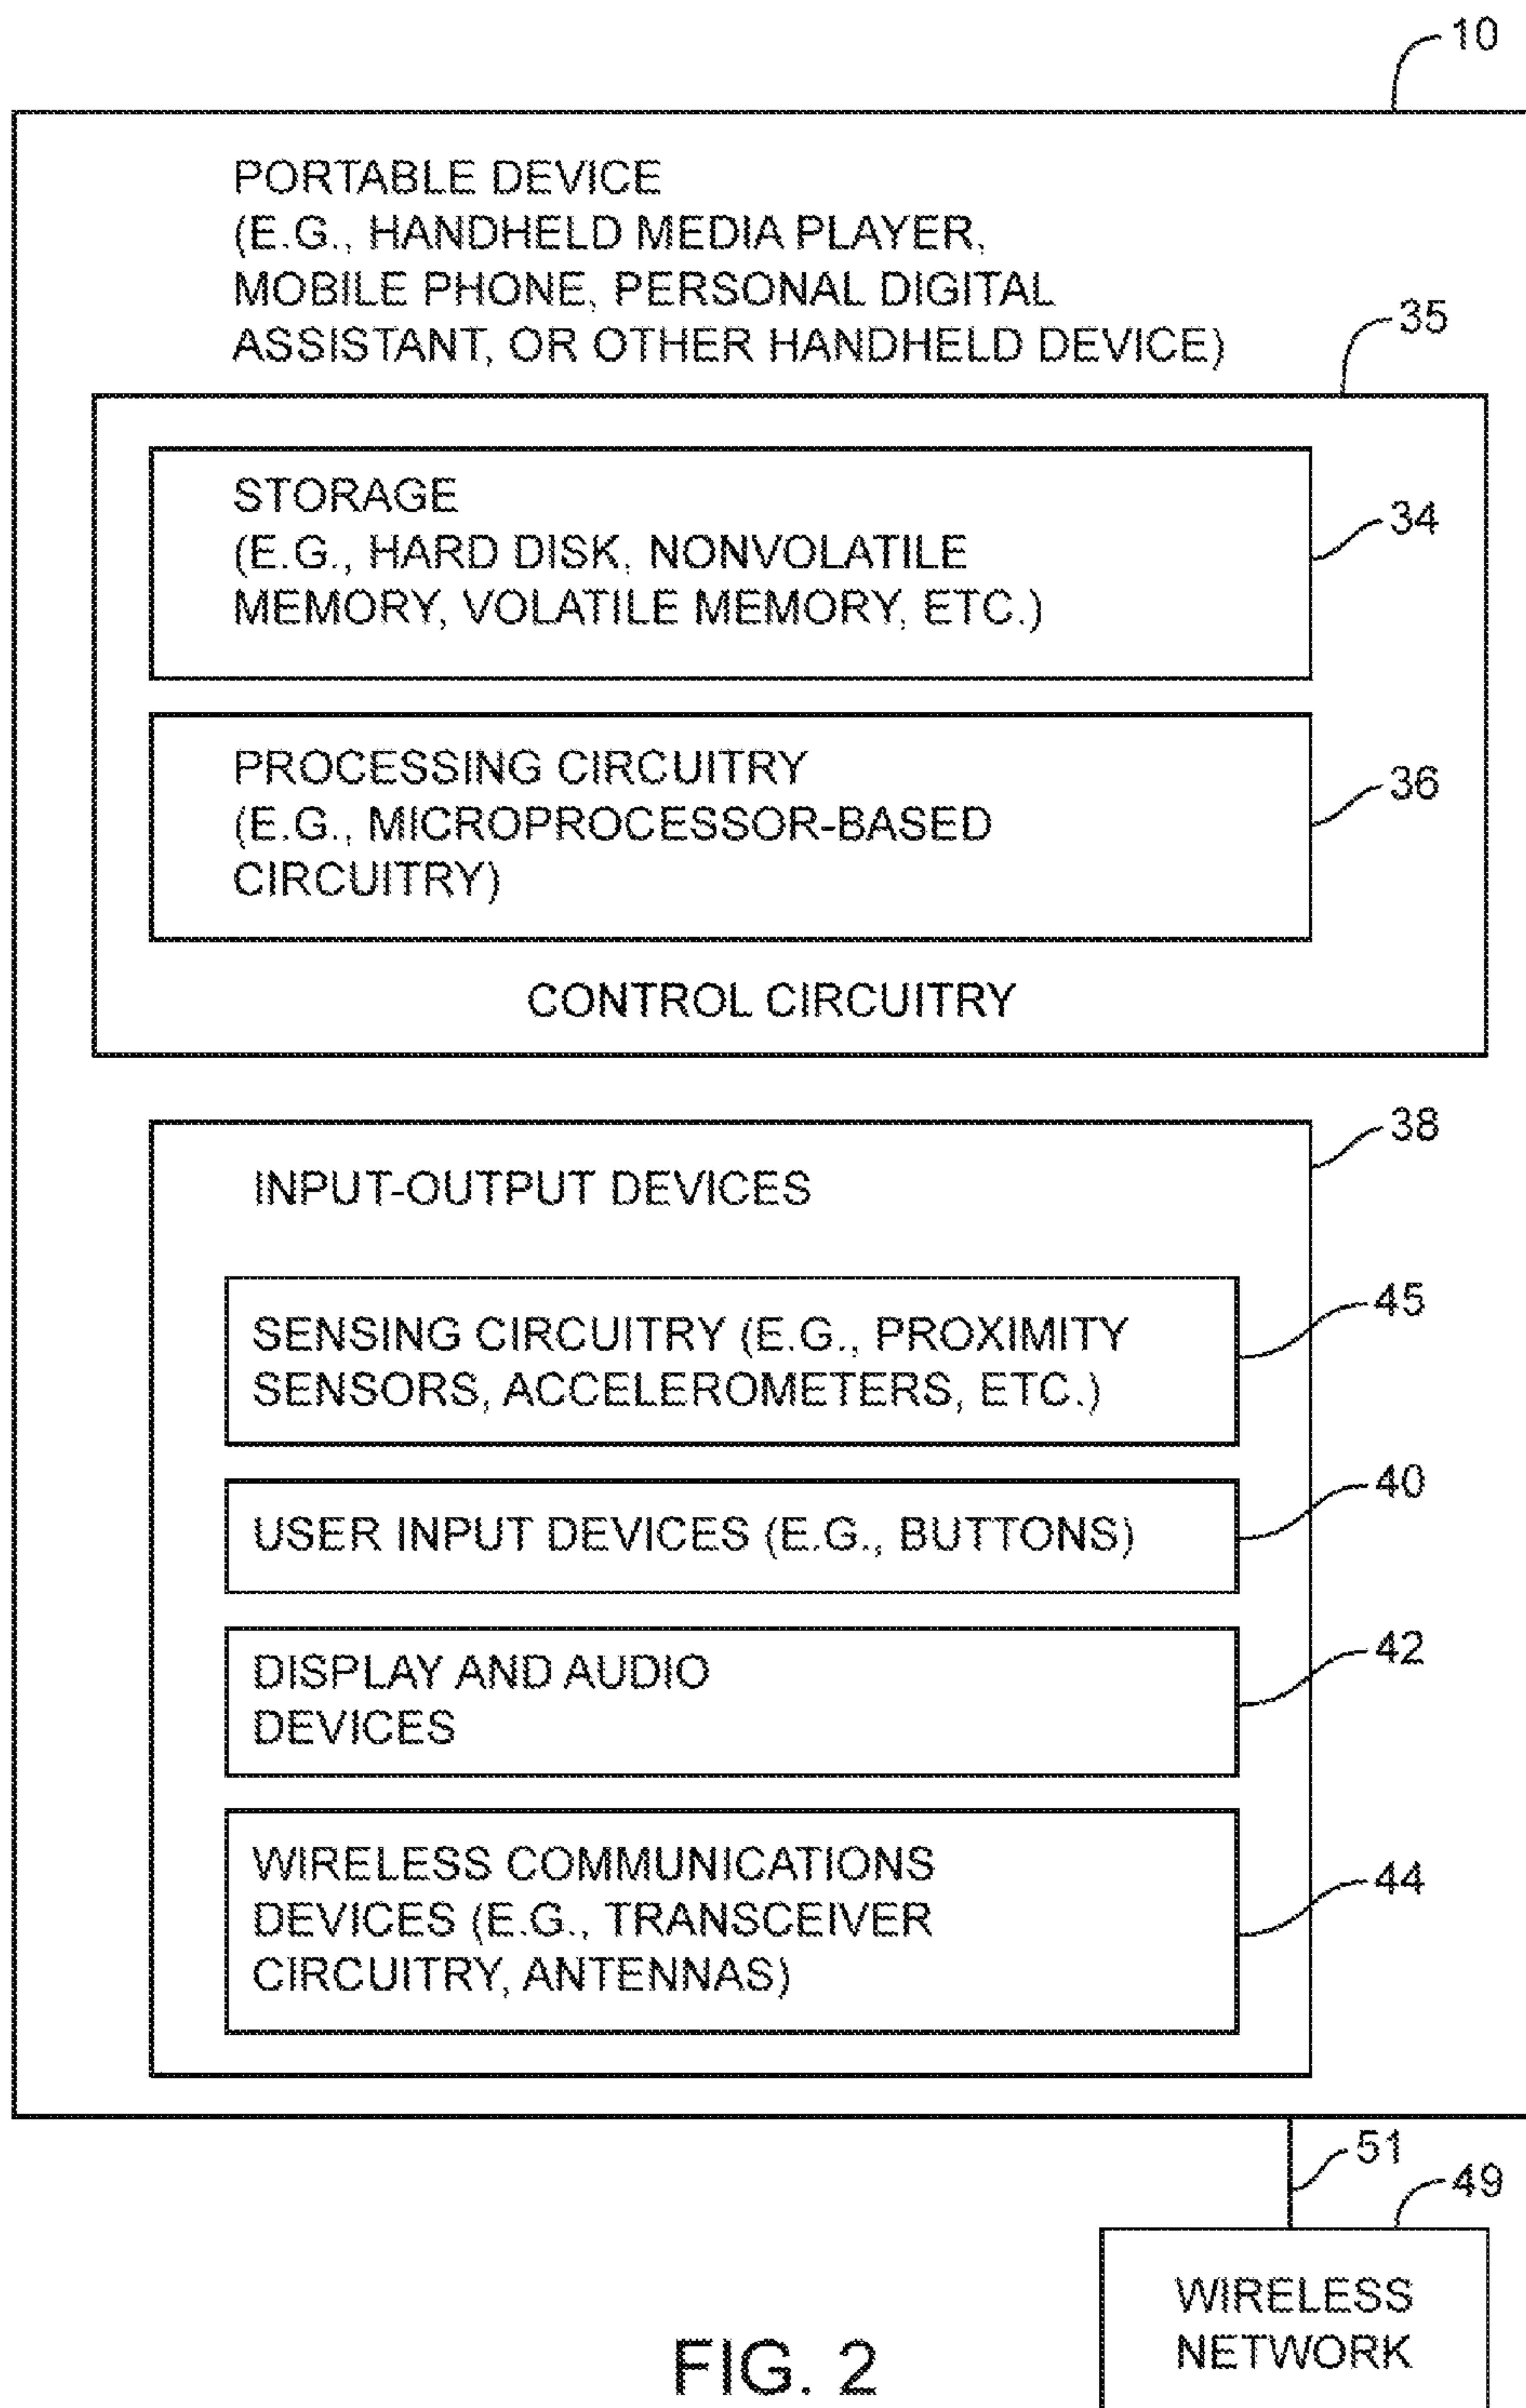 10
PORTABLE DEVICE
(E.G., HANDHELD MEDIA PLAYER,
MOBILE PHONE, PERSONAL DIGITAL
ASSISTANT, OR OTHER HANDHELD DEVICE)
35
STORAGE
(E.G., HARD DISK, NONVOLATILE
MEMORY, VOLATILE MEMORY, ETC.)
34
PROCESSING CIRCUITRY
(E.G., MICROPROCESSOR-BASED
CIRCUITRY)
36
CONTROL CIRCUITRY
38
INPUT-OUTPUT DEVICES
SENSING CIRCUITRY (E.G., PROXIMITY
SENSORS, ACCELEROMETERS, ETC.)
45
USER INPUT DEVICES (E.G., BUTTONS)
40
DISPLAY AND AUDIO
DEVICES
42
WIRELESS COMMUNICATIONS
DEVICES (E.G., TRANSCEIVER
CIRCUITRY, ANTENNAS)
44
51
49
WIRELESS
NETWORK
FIG. 2